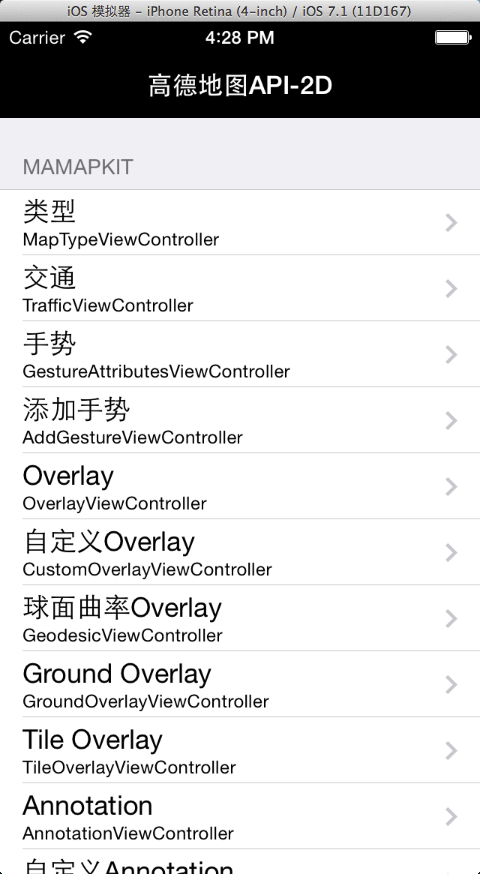 iOS 模拟器 - iPhone Retina (4-inch) / iOS 7.1 (11D167)
Carrier 4:28 PM
高德地图API-2D
MAMAPKIT
类型
MapTypeViewController
交通
TrafficViewController
手势
GestureAttributesViewController
添加手势
AddGestureViewController
Overlay
OverlayViewController
自定义Overlay
CustomOverlayViewController
球面曲率Overlay
GeodesicViewController
Ground Overlay
GroundOverlayViewController
Tile Overlay
TileOverlayViewController
Annotation
AnnotationViewController
自定义Annotation